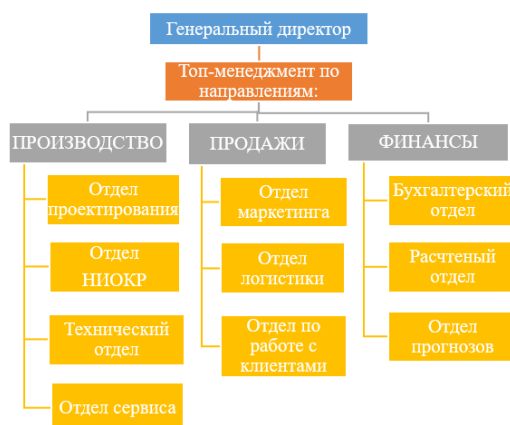 Генеральный директор
Топ-менеджмент по
направлениям:
ПРОИЗВОДСТВО
ПРОДАЖИ
ФИНАНСЫ
Отдел
проектирования
Отдел
НИОКР
Технический
отдел
Отдел сервиса
Отдел
маркетинга
Отдел
логистики
Отдел по
работе с
клиентами
Бухгалтерский
отдел
Расчтеный
отдел
Отдел
прогнозов